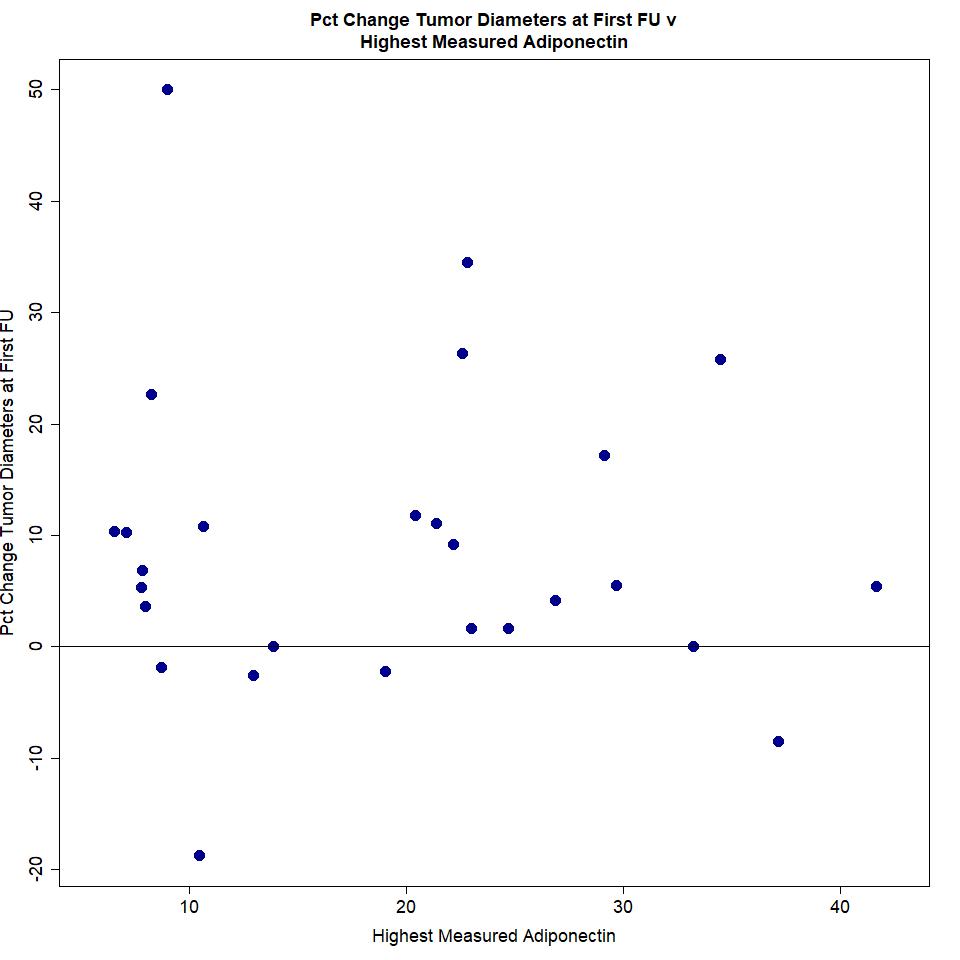 Pct Change Tumor Diameters at First FU v
Highest Measured Adiponectin
Pct Change Tumor Diameters at First FU
50
40
30
20
10
0
-10
-20
10 20 30 40
Highest Measured Adiponectin